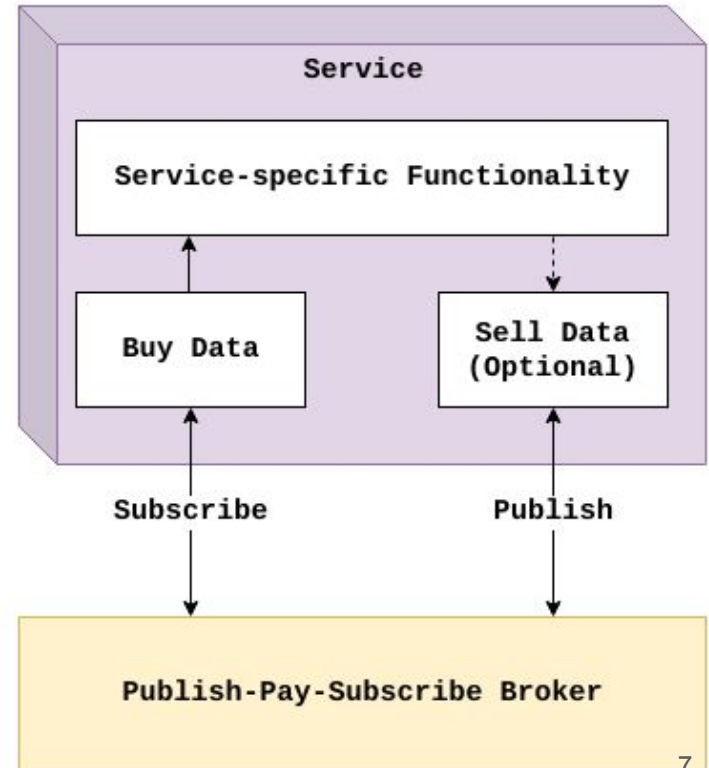 Service
Service-specific Functionality
Buy Data
Sell Data
(Optional)
Subscribe
Publish
Publish-Pay-Subscribe Broker
7